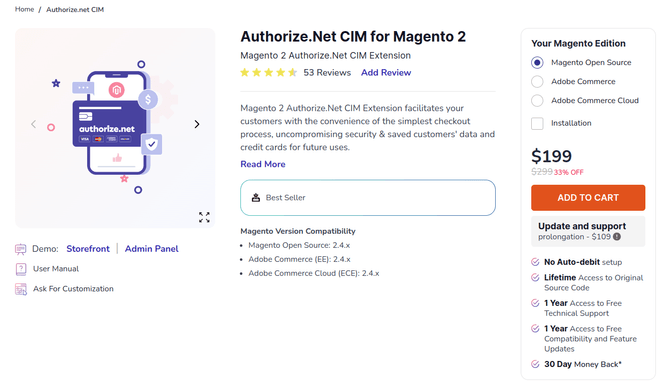 Home / Authorize.net CIM
authorize.net
VISA
Demo: Storefront | Admin Panel
User Manual
Ask For Customization
Authorize.Net CIM for Magento 2
Magento 2 Authorize.Net CIM Extension
53 Reviews Add Review
Magento 2 Authorize.Net CIM Extension facilitates your
customers with the convenience of the simplest checkout
process, uncompromising security & saved customers' data and
credit cards for future uses.
Read More
Best Seller
Magento Version Compatibility
• Magento Open Source: 2.4.x
• Adobe Commerce (EE): 2.4.x
• Adobe Commerce Cloud (ECE): 2.4.x
Your Magento Edition
Magento Open Source
Adobe Commerce
Adobe Commerce Cloud
Installation
$199
$299 33% OFF
ADD TO CART
Update and support
prolongation - $109
No Auto-debit setup
Lifetime Access to Original
Source Code
1 Year Access to Free
Technical Support
1 Year Access to Free
Compatibility and Feature
Updates
30 Day Money Back*